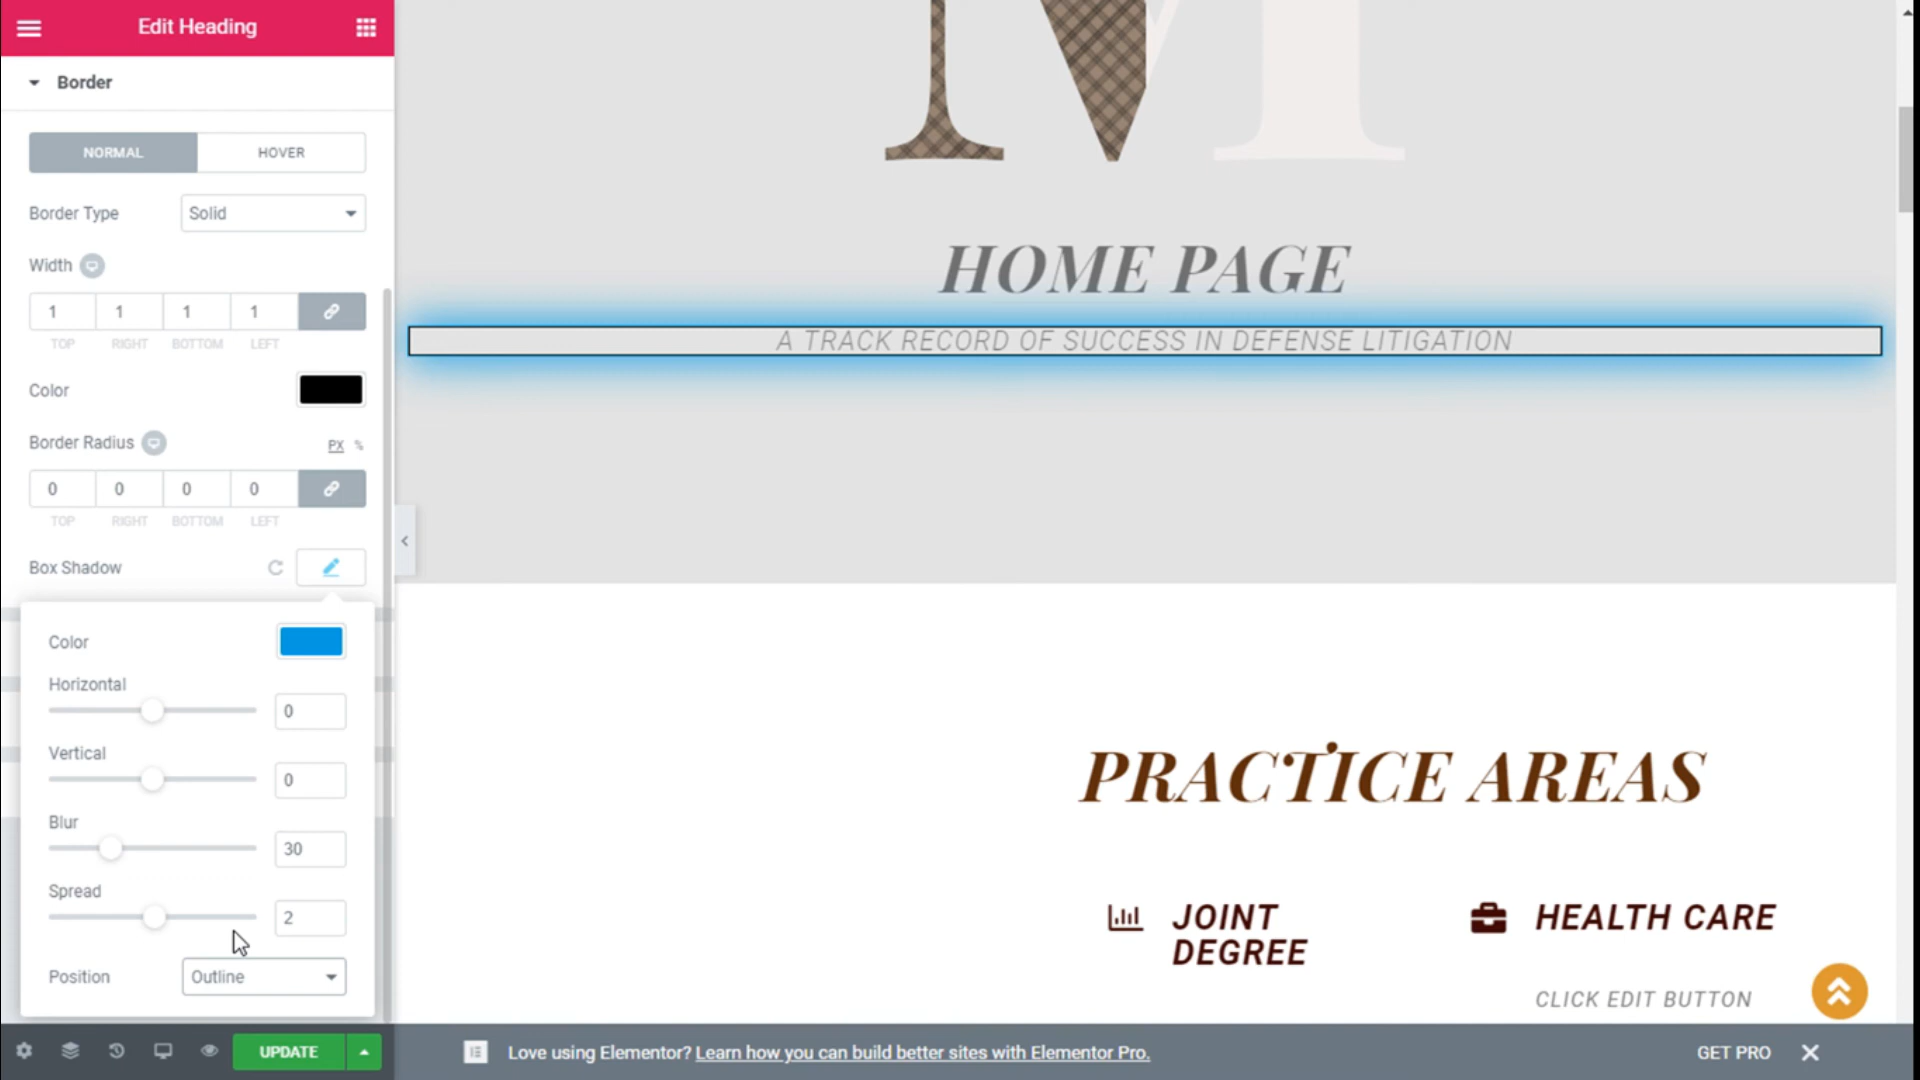 Edit Heading
Border
NORMAL
HOVER
Border Type
Solid
Width
1
1
1
1
TOP
RIGHT
BOTTOM
LEFT
Color
Border Radius
PX
%
0
0
0
0
TOP
RIGHT
BOTTOM
LEFT
Box Shadow
Color
Horizontal
0
Vertical
0
Blur
30
Spread
2
Position
Outline
UPDATE
M
HOME PAGE
A TRACK RECORD OF SUCCESS IN DEFENSE LITIGATION
PRACTICE AREAS
JOINT
DEGREE
HEALTH CARE
CLICK EDIT BUTTON
Love using Elementor? Learn how you can build better sites with Elementor Pro.
GET PRO